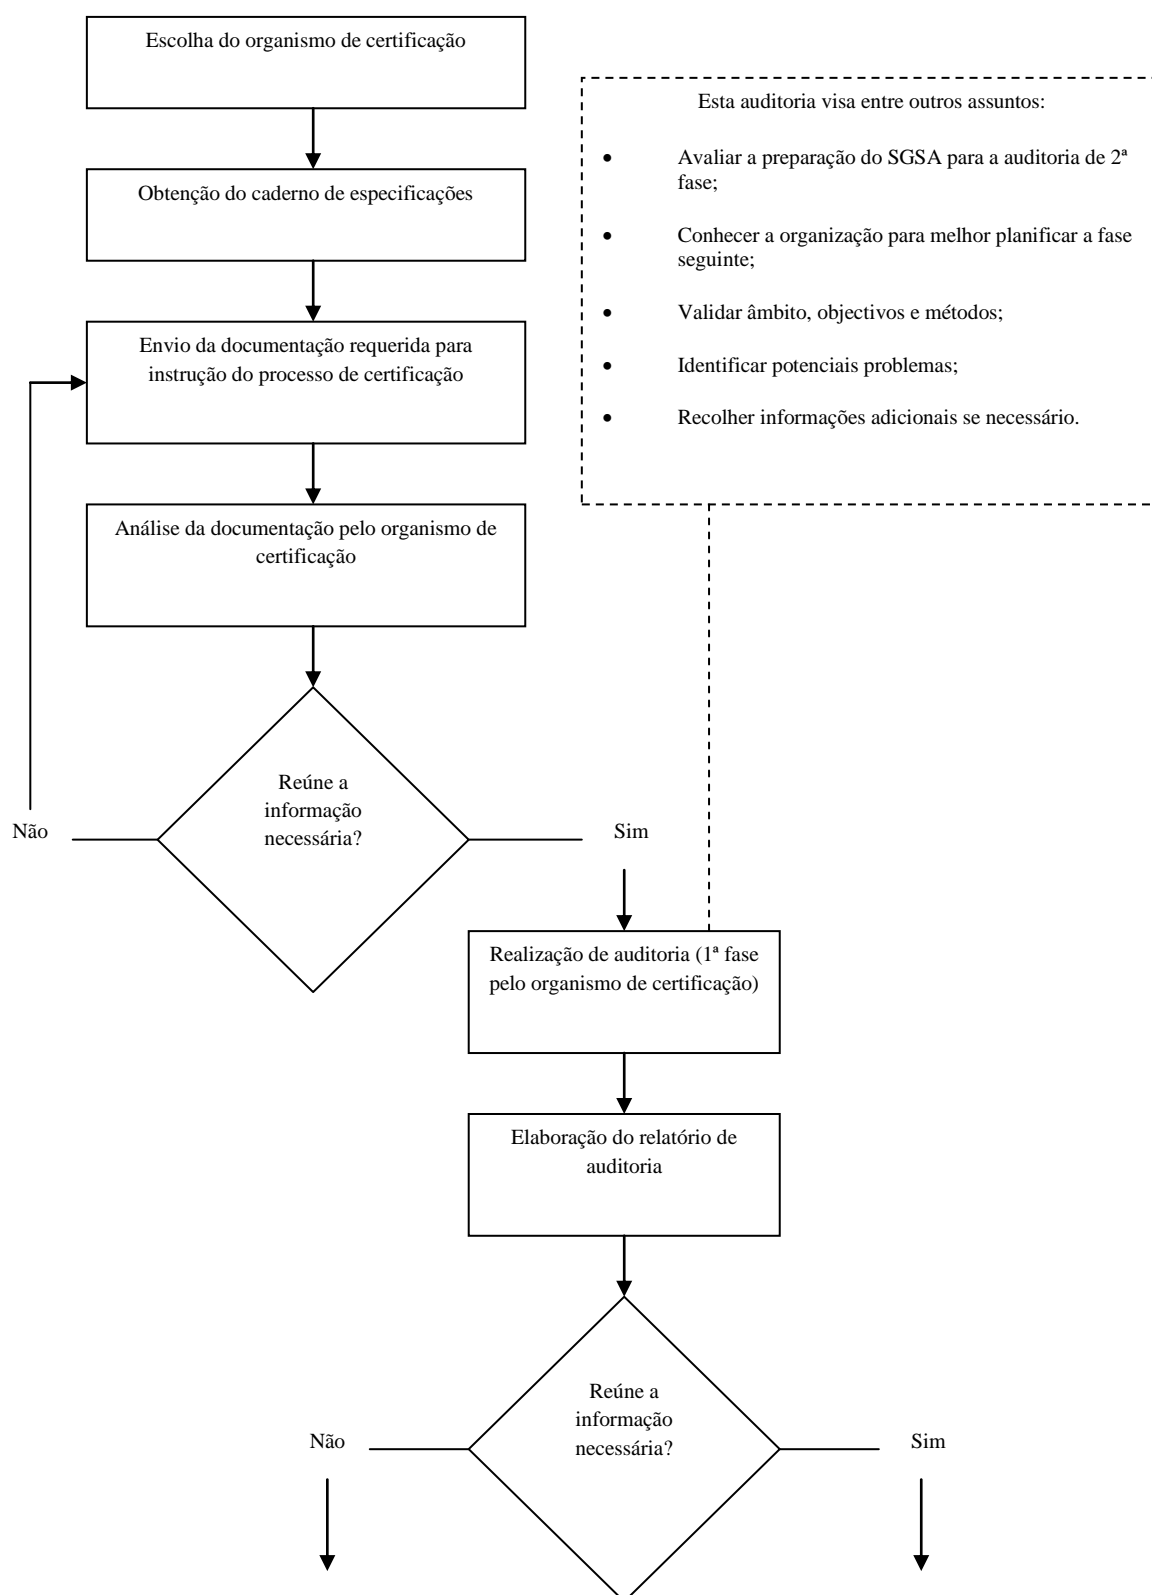 Escolha do organismo de certificação
Obtenção do caderno de especificações
Envio da documentação requerida para
instrução do processo de certificação
Análise da documentação pelo organismo de
certificação
Reúne a
informação
necessária?
Não
Sim
Esta auditoria visa entre outros assuntos:
• Avaliar a preparação do SGSA para a auditoria de 2ª
fase;
• Conhecer a organização para melhor planificar a fase
seguinte;
• Validar âmbito, objectivos e métodos;
• Identificar potenciais problemas;
• Recolher informações adicionais se necessário.
Realização de auditoria (1ª fase
pelo organismo de certificação)
Elaboração do relatório de
auditoria
Reúne a
informação
necessária?
Não
Sim